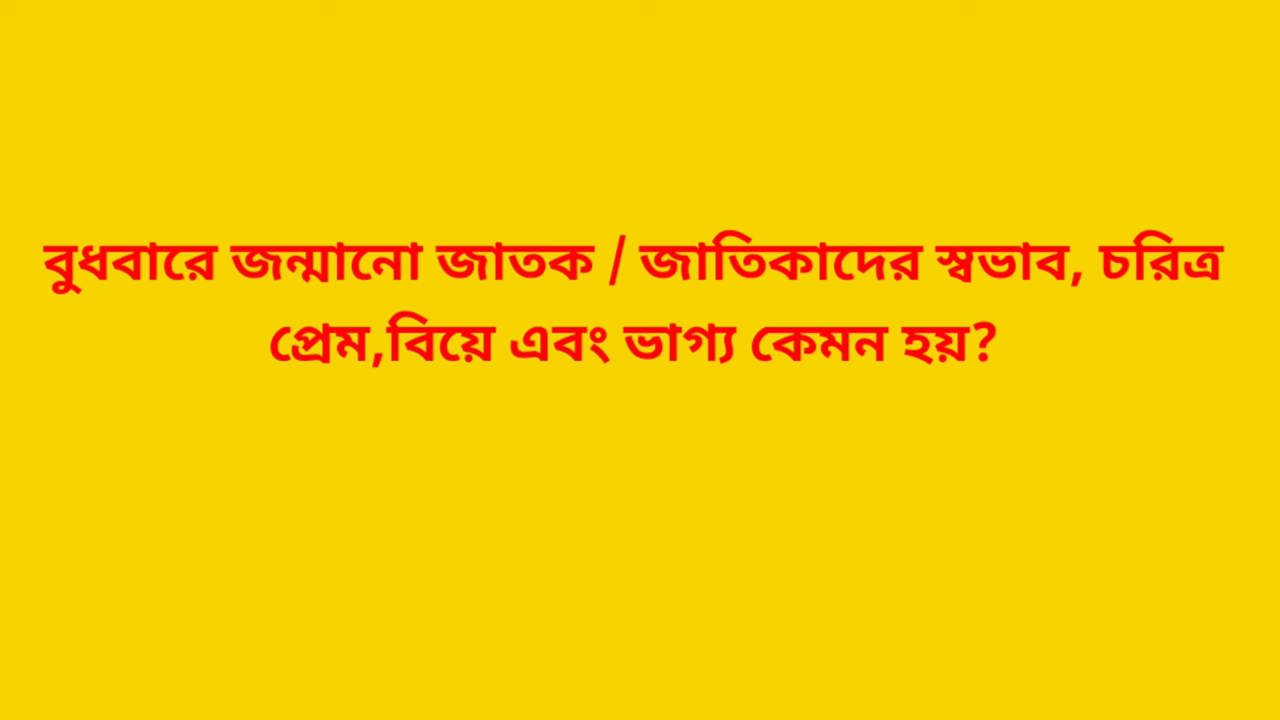 বুধবারে জন্মানো জাতক / জাতিকাদের স্বভাব, চরিত্র
প্রেম,বিয়ে এবং ভাগ্য কেমন হয়?